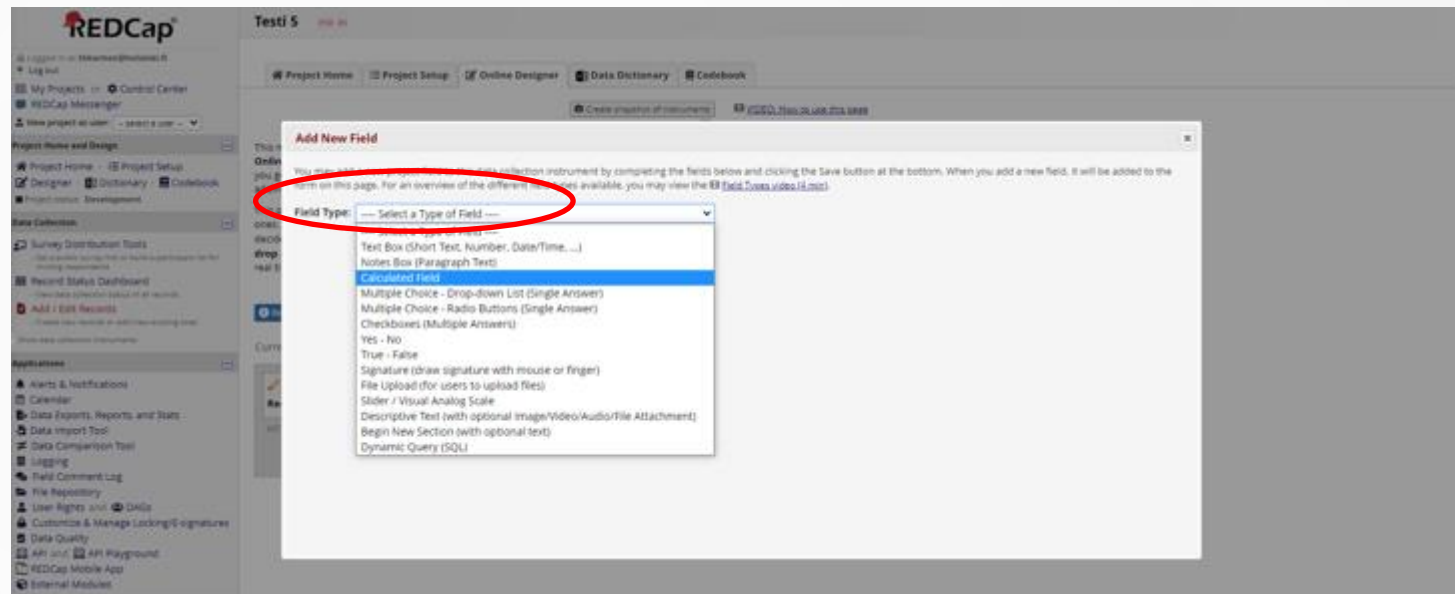 REDCap
Testi 5
Logged in as
Log out
My Projects or Control Center
REDCap Messenger
View project as user: -- select a user --
Project Home Project Setup Online Designer Data Dictionary Codebook
Create snapshot of instruments VIDEO: How to use this page
Project Home and Design
Project Home Project Setup
Designer Dictionary Codebook
Project status: Development
Data Collection
Survey Distribution Tools
Record Status Dashboard
Add / Edit Records
Applications
Alerts & Notifications
Calendar
Data Exports, Reports, and Stats
Data Import Tool
Data Comparison Tool
Logging
Field Comment Log
File Repository
User Rights and DAGs
Customize & Manage Locking/E-signatures
Data Quality
API and API Playground
REDCap Mobile App
External Modules
Add New Field
You may add a new project field to this data collection instrument by completing the fields below and clicking the Save button at the bottom. When you add a new field, it will be added to the
form on this page. For an overview of the different field types available, you may view the Field Types video (4 min).
Field Type: ---- Select a Type of Field ----
---- Select a Type of Field ----
Text Box (Short Text, Number, Date/Time, ...)
Notes Box (Paragraph Text)
Calculated Field
Multiple Choice - Drop-down List (Single Answer)
Multiple Choice - Radio Buttons (Single Answer)
Checkboxes (Multiple Answers)
Yes - No
True - False
Signature (draw signature with mouse or finger)
File Upload (for users to upload files)
Slider / Visual Analog Scale
Descriptive Text (with optional Image/Video/Audio/File Attachment)
Begin New Section (with optional text)
Dynamic Query (SQL)